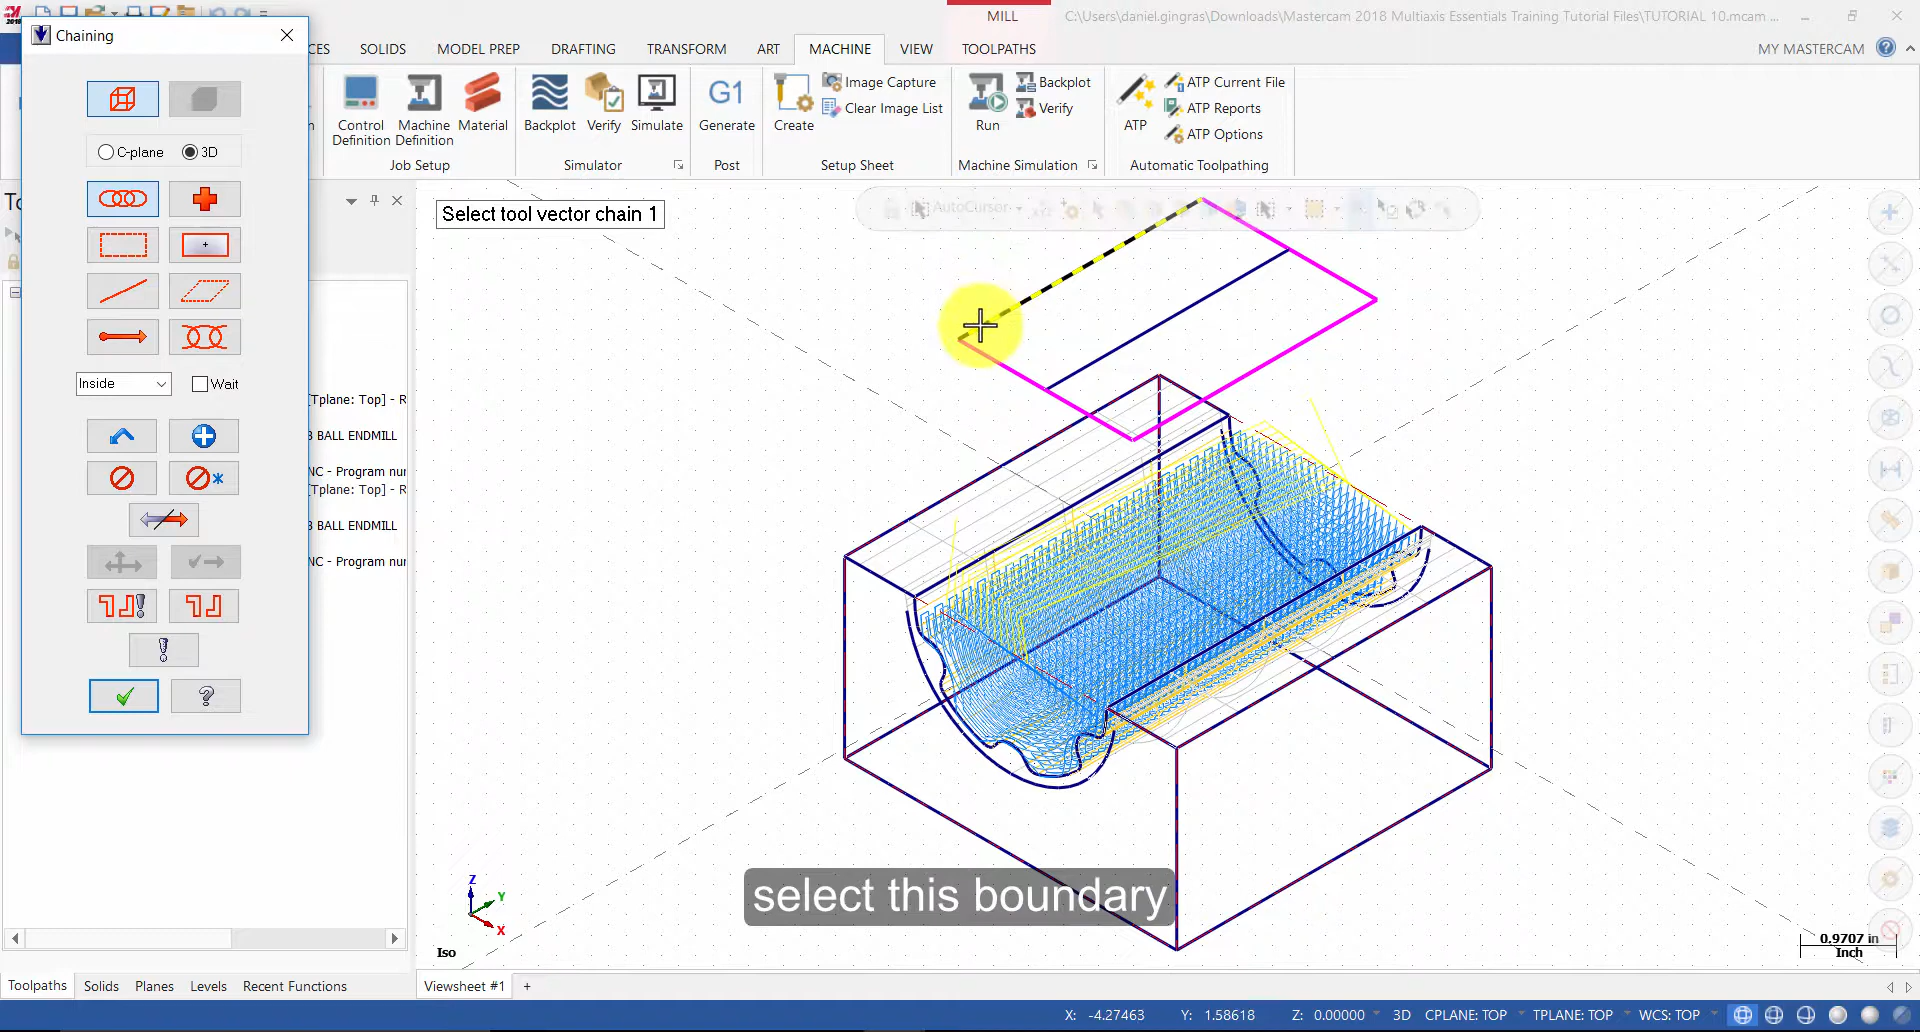 Chaining
MILL
C:\Users\daniel.gingras\Downloads\Mastercam 2018 Multiaxis Essentials Training Tutorial Files\TUTORIAL 10.mcam ...
SOLIDS
MODEL PREP
DRAFTING
TRANSFORM
ART
MACHINE
VIEW
TOOLPATHS
MY MASTERCAM
Control Definition
Machine Definition
Material
Job Setup
Backplot
Verify
Simulate
Simulator
G1
Generate
Post
Create
Image Capture
Clear Image List
Setup Sheet
Run
Backplot
Verify
Machine Simulation
ATP
ATP Current File
ATP Reports
ATP Options
Automatic Toolpathing
C-plane
3D
Inside
Wait
Select tool vector chain 1
AutoCursor
[Tplane: Top] - R
BALL ENDMILL
NC - Program nur
[Tplane: Top] - R
BALL ENDMILL
NC - Program nur
Z
Y
X
Iso
select this boundary
0.9707 in
Inch
Toolpaths
Solids
Planes
Levels
Recent Functions
Viewsheet #1
+
X: -4.27463
Y: 1.58618
Z: 0.00000
3D
CPLANE: TOP
TPLANE: TOP
WCS: TOP